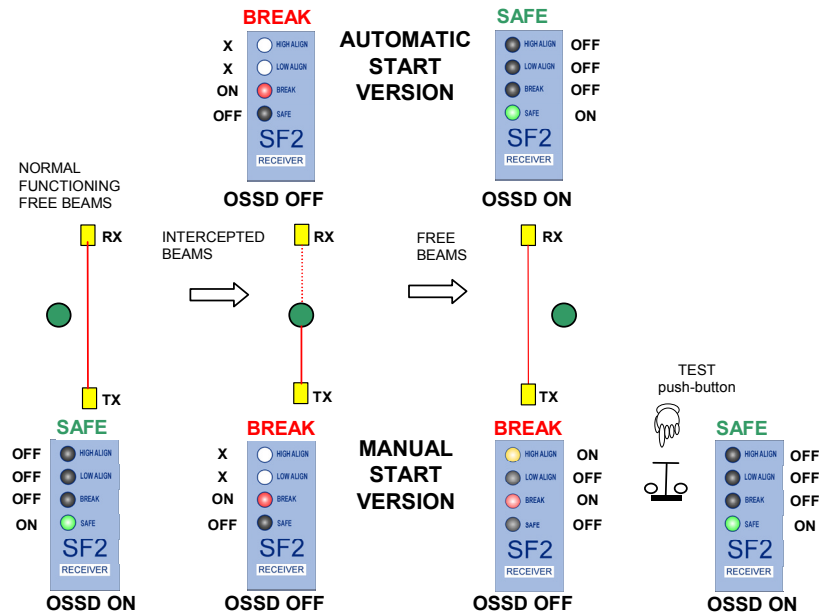 BREAK
X
X
ON
OFF
HIGH ALIGN
LOW ALIGN
BREAK
SAFE
SF2
RECEIVER
OSSD OFF
AUTOMATIC
START
VERSION
SAFE
HIGH ALIGN
LOW ALIGN
BREAK
SAFE
SF2
RECEIVER
OFF
OFF
OFF
ON
OSSD ON
NORMAL
FUNCTIONING
FREE BEAMS
RX
TX
INTERCEPTED
BEAMS
RX
TX
FREE
BEAMS
RX
TX
TEST
push-button
SAFE
OFF
OFF
OFF
ON
HIGH ALIGN
LOW ALIGN
BREAK
SAFE
SF2
RECEIVER
OSSD ON
BREAK
X
X
ON
OFF
HIGH ALIGN
LOW ALIGN
BREAK
SAFE
SF2
RECEIVER
OSSD OFF
MANUAL
START
VERSION
BREAK
HIGH ALIGN
LOW ALIGN
BREAK
SAFE
SF2
RECEIVER
ON
OFF
ON
OFF
OSSD OFF
SAFE
HIGH ALIGN
LOW ALIGN
BREAK
SAFE
SF2
RECEIVER
OFF
OFF
OFF
ON
OSSD ON